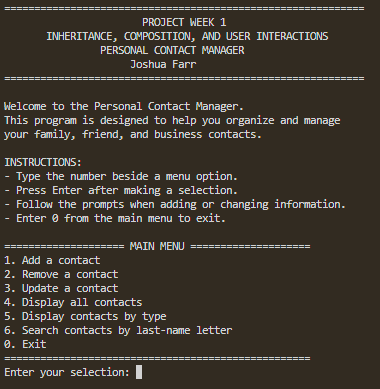 ============================================================
PROJECT WEEK 1
INHERITANCE, COMPOSITION, AND USER INTERACTIONS
PERSONAL CONTACT MANAGER
Joshua Farr
============================================================
Welcome to the Personal Contact Manager.
This program is designed to help you organize and manage
your family, friend, and business contacts.
INSTRUCTIONS:
- Type the number beside a menu option.
- Press Enter after making a selection.
- Follow the prompts when adding or changing information.
- Enter 0 from the main menu to exit.
==================== MAIN MENU ====================
1. Add a contact
2. Remove a contact
3. Update a contact
4. Display all contacts
5. Display contacts by type
6. Search contacts by last-name letter
0. Exit
===================================================
Enter your selection: